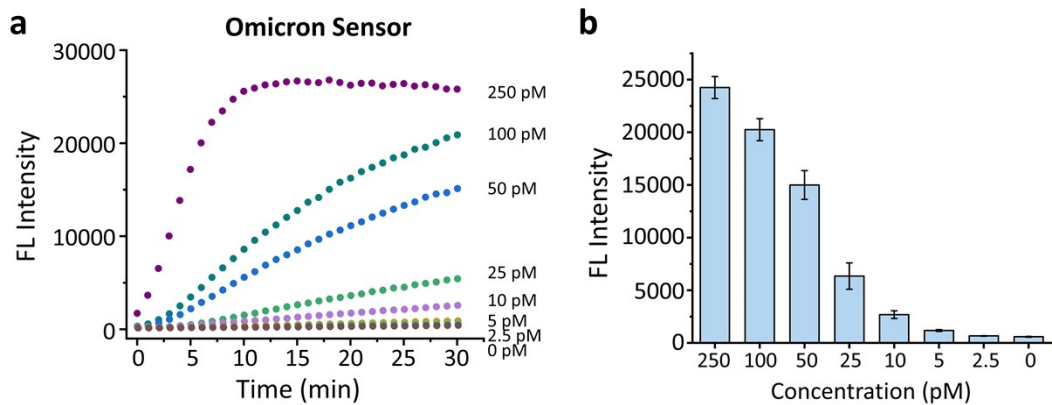 a
Omicron Sensor
FL Intensity
30000
20000
10000
0
0 5 10 15 20 25 30
Time (min)
250 pM
100 pM
50 pM
25 pM
10 pM
5 pM
2.5 pM
0 pM
b
FL Intensity
25000
20000
15000
10000
5000
0
250 100 50 25 10 5 2.5 0
Concentration (pM)